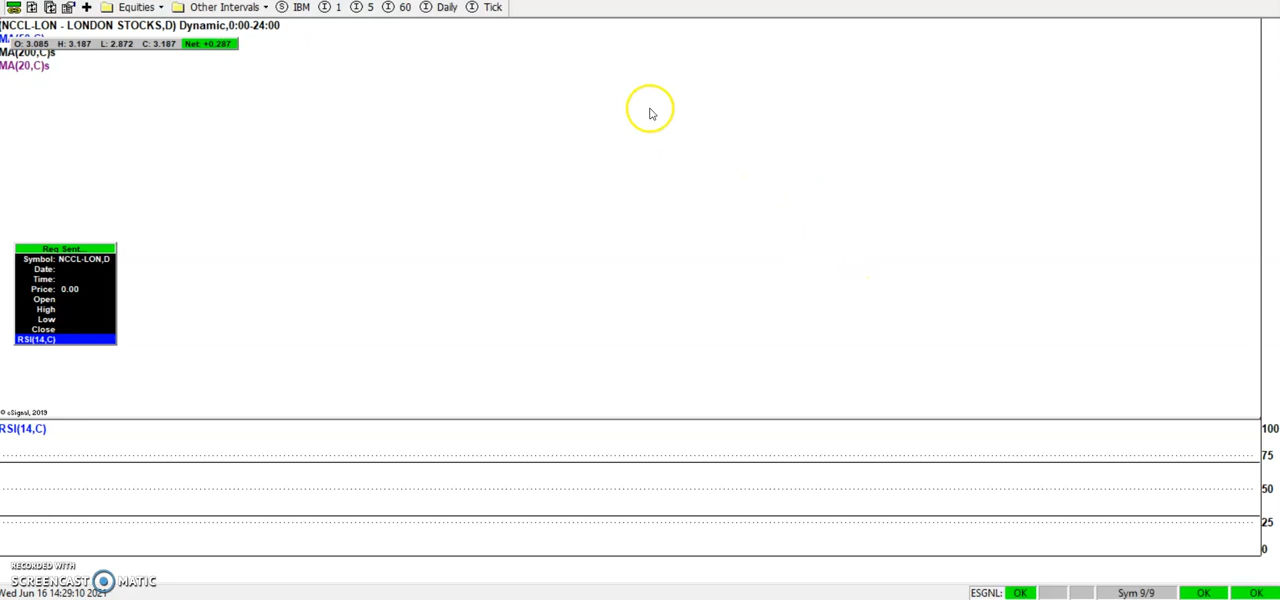 Equities Other Intervals S IBM I 1 I 5 I 60 I Daily I Tick
(NCCL-LON - LONDON STOCKS,D) Dynamic,0:00-24:00
O: 3.085 H: 3.187 L: 2.872 C: 3.187 Net: +0.287
MA(200,C)s
MA(20,C)s
Req Sent...
Symbol: NCCL-LON,D
Date:
Time:
Price: 0.00
Open
High
Low
Close
RSI(14,C)
© eSignal, 2019
RSI(14,C)
100
75
50
25
0
RECORDED WITH
SCREENCAST MATIC
Wed Jun 16 14:29:10 2021
ESGNL: OK Sym 9/9 OK OK